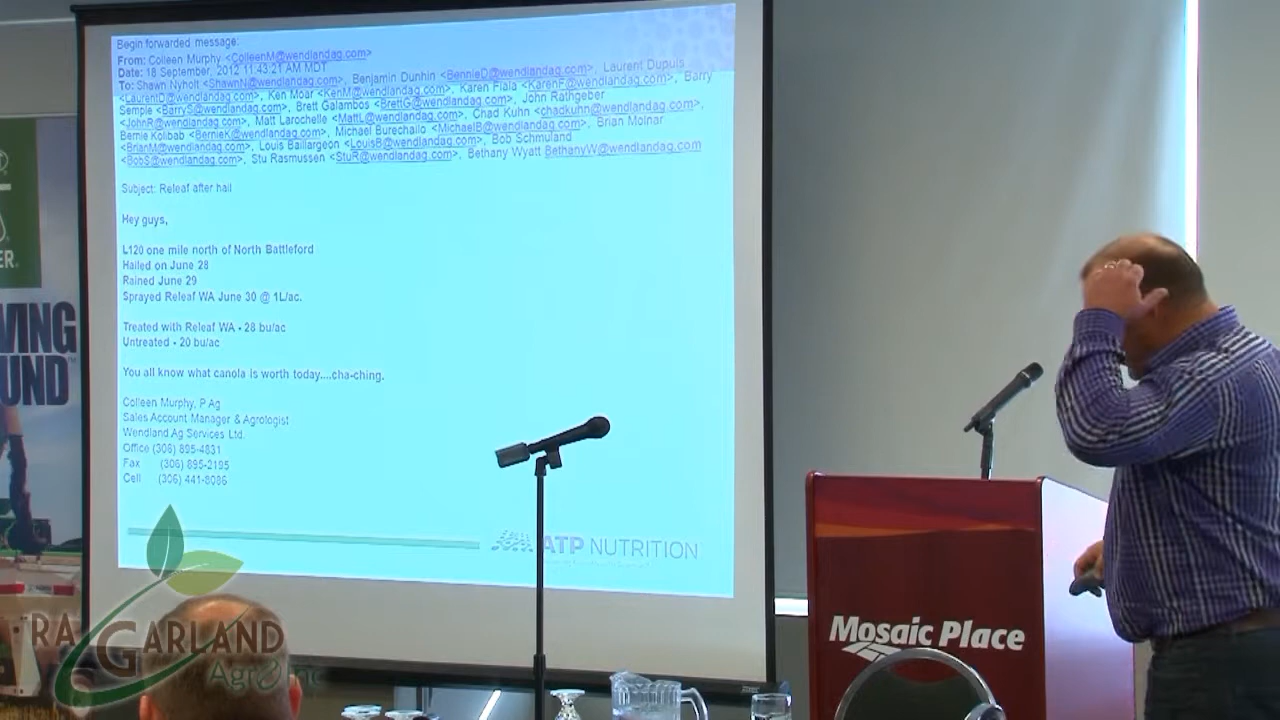 Begin forwarded message:
From: Colleen Murphy <ColleenM@wendlandag.com>
Date: 18 September, 2012 11:43:21 AM MDT
To: Shawn Nyholt <ShawnN@wendlandag.com>, Benjamin Dunhin <BennieD@wendlandag.com>, Laurent Dupuis
<LaurentD@wendlandag.com>, Ken Moar <KenM@wendlandag.com>, Karen Fiala <KarenF@wendlandag.com>, Barry
Semple <BarryS@wendlandag.com>, Brett Galambos <BrettG@wendlandag.com>, John Rathgeber
<JohnR@wendlandag.com>, Matt Larochelle <MattL@wendlandag.com>, Chad Kuhn <chadkuhn@wendlandag.com>,
Bernie Kolibab <BernieK@wendlandag.com>, Michael Burechailo <MichaelB@wendlandag.com>, Brian Molnar
<BrianM@wendlandag.com>, Louis Baillargeon <LouisB@wendlandag.com>, Bob Schmuland
<BobS@wendlandag.com>, Stu Rasmussen <StuR@wendlandag.com>, Bethany Wyatt BethanyW@wendlandag.com
Subject: Releaf after hail
Hey guys,
L120 one mile north of North Battleford
Hailed on June 28
Rained June 29
Sprayed Releaf WA June 30 @ 1L/ac.
Treated with Releaf WA - 28 bu/ac
Untreated - 20 bu/ac
You all know what canola is worth today....cha-ching.
Colleen Murphy, P.Ag
Sales Account Manager & Agrologist
Wendland Ag Services Ltd.
Office (306) 895-4831
Fax (306) 895-2195
Cell (306) 441-8086
ATP NUTRITION
ER.
VING
UND
Mosaic Place
GARLAND
Agro Inc